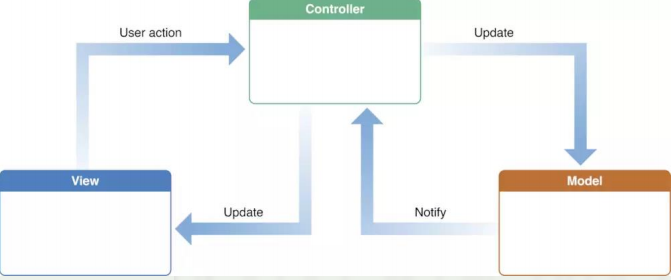 Controller
User action
Update
View
Model
Update
Notify